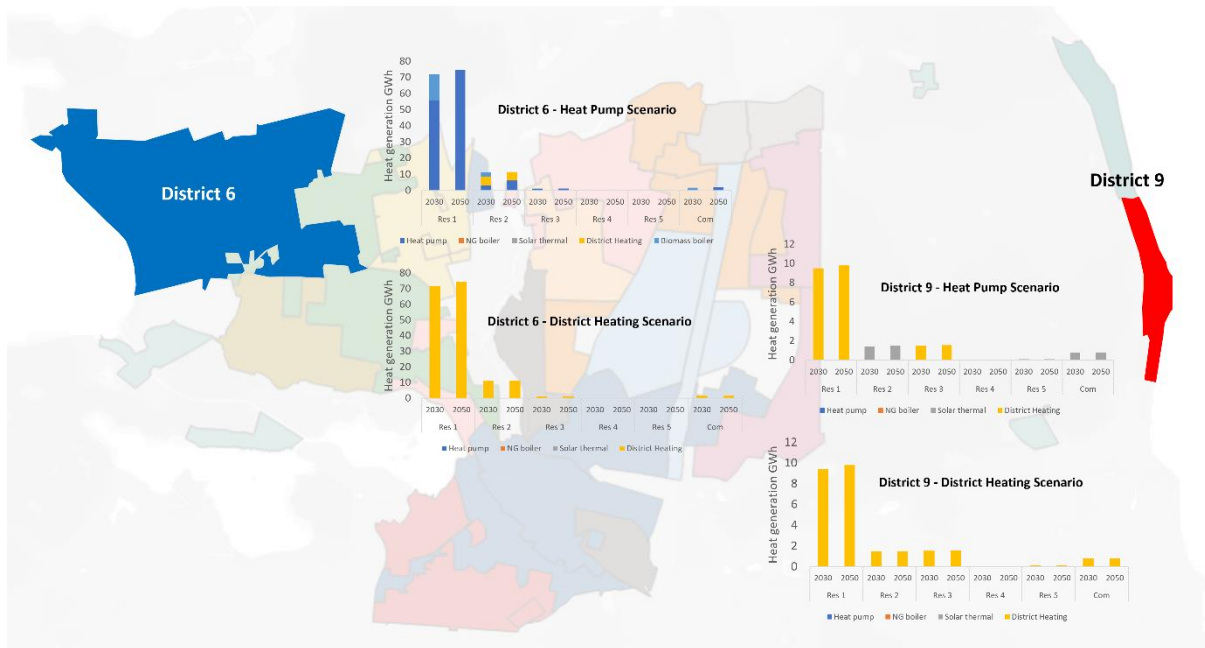 District 6
District 9
District 6 - Heat Pump Scenario
Heat generation GWh
80
70
60
50
40
30
20
10
0
2030 2050 2030 2050 2030 2050 2030 2050 2030 2050 2030 2050
Res 1 Res 2 Res 3 Res 4 Res 5 Com
Heat pump NG boiler Solar thermal District Heating Biomass boiler
District 6 - District Heating Scenario
Heat generation GWh
80
70
60
50
40
30
20
10
0
2030 2050 2030 2050 2030 2050 2030 2050 2030 2050 2030 2050
Res 1 Res 2 Res 3 Res 4 Res 5 Com
Heat pump NG boiler Solar thermal District Heating
District 9 - Heat Pump Scenario
Heat generation GWh
12
10
8
6
4
2
0
2030 2050 2030 2050 2030 2050 2030 2050 2030 2050 2030 2050
Res 1 Res 2 Res 3 Res 4 Res 5 Com
Heat pump NG boiler Solar thermal District Heating
District 9 - District Heating Scenario
Heat generation GWh
12
10
8
6
4
2
0
2030 2050 2030 2050 2030 2050 2030 2050 2030 2050 2030 2050
Res 1 Res 2 Res 3 Res 4 Res 5 Com
Heat pump NG boiler Solar thermal District Heating